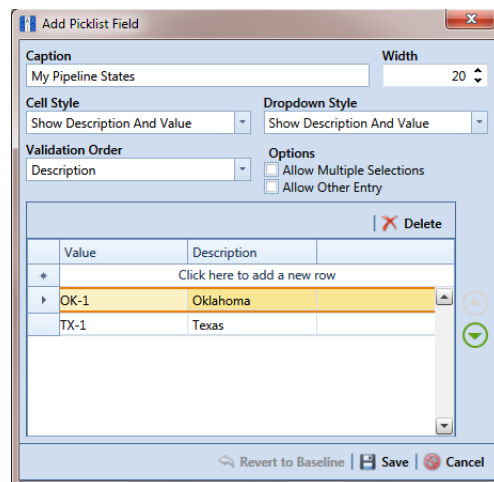 Add Picklist Field
Caption Width
My Pipeline States 20
Cell Style Dropdown Style
Show Description And Value Show Description And Value
Validation Order Options
Description Allow Multiple Selections
Allow Other Entry
Delete
Value Description
Click here to add a new row
OK-1 Oklahoma
TX-1 Texas
Revert to Baseline | Save | Cancel